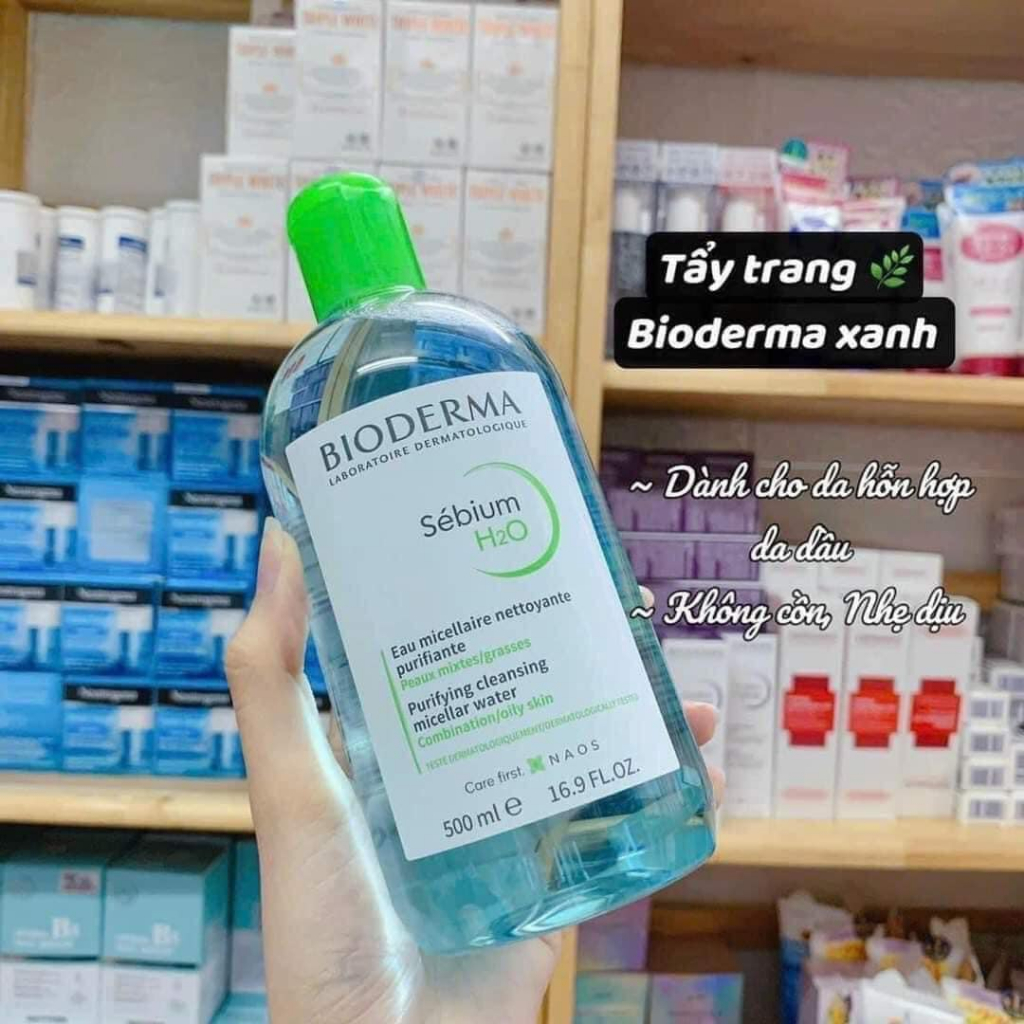 Tẩy trang
Bioderma xanh
~ Dành cho da hỗn hợp
da dầu
~ Không cồn, Nhẹ dịu
BIODERMA
LABORATOIRE DERMATOLOGIQUE
Sébium
H2O
Eau micellaire nettoyante
purifiante
Peaux mixtes/grasses
Purifying cleansing
micellar water
Combination/oily skin
TESTÉ DERMATOLOGIQUEMENT/DERMATOLOGICALLY TESTED
Care first. NAOS
500 ml e 16.9 FL.OZ.
Neutrogena